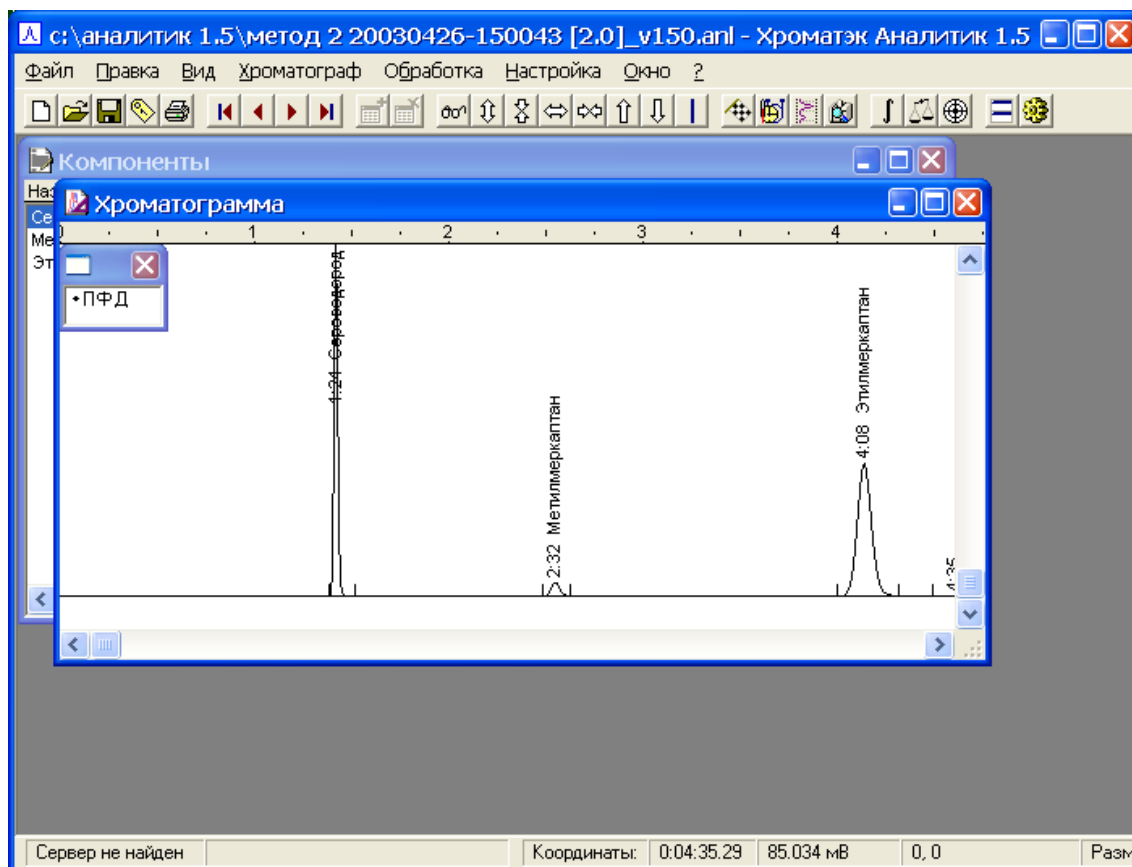 c:\аналитик 1.5\метод 2 20030426-150043 [2.0]_v150.anl - Хроматэк Аналитик 1.5
Файл Правка Вид Хроматограф Обработка Настройка Окно ?
Компоненты
Хроматограмма
1 2 3 4
•ПФД
1:24 Сероводород
2:32 Метилмеркаптан
4:08 Этилмеркаптан
4:35
Сервер не найден Координаты: 0:04:35.29 85.034 мВ 0, 0